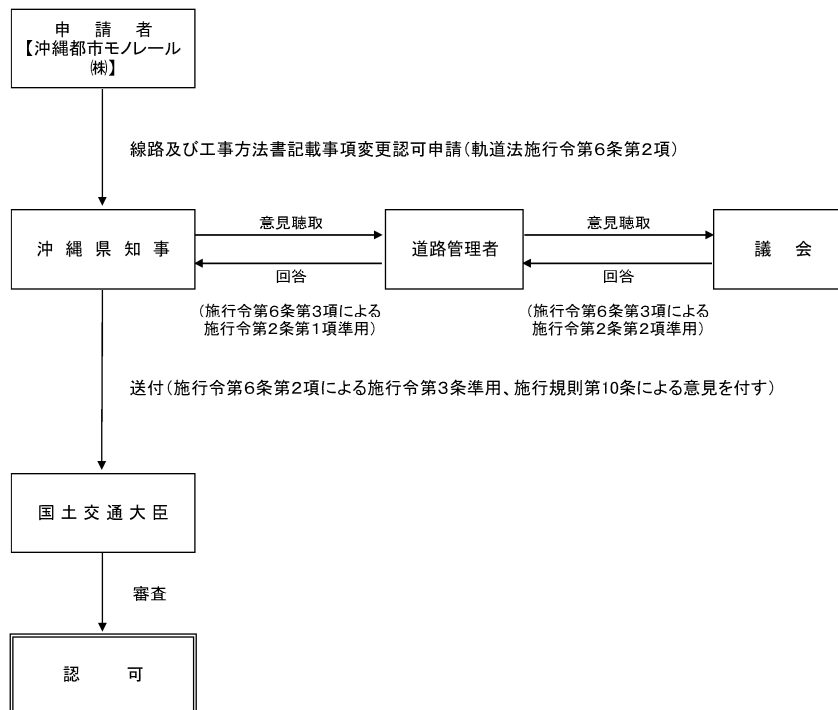 申 請 者
【沖縄都市モノレール
㈱】
線路及び工事方法書記載事項変更認可申請(軌道法施行令第6条第2項)
沖 縄 県 知 事
意見聴取
回答
道路管理者
意見聴取
回答
議 会
(施行令第6条第3項による
施行令第2条第1項準用)
(施行令第6条第3項による
施行令第2条第2項準用)
送付(施行令第6条第2項による施行令第3条準用、施行規則第10条による意見を付す)
国 土 交 通 大 臣
審査
認 可